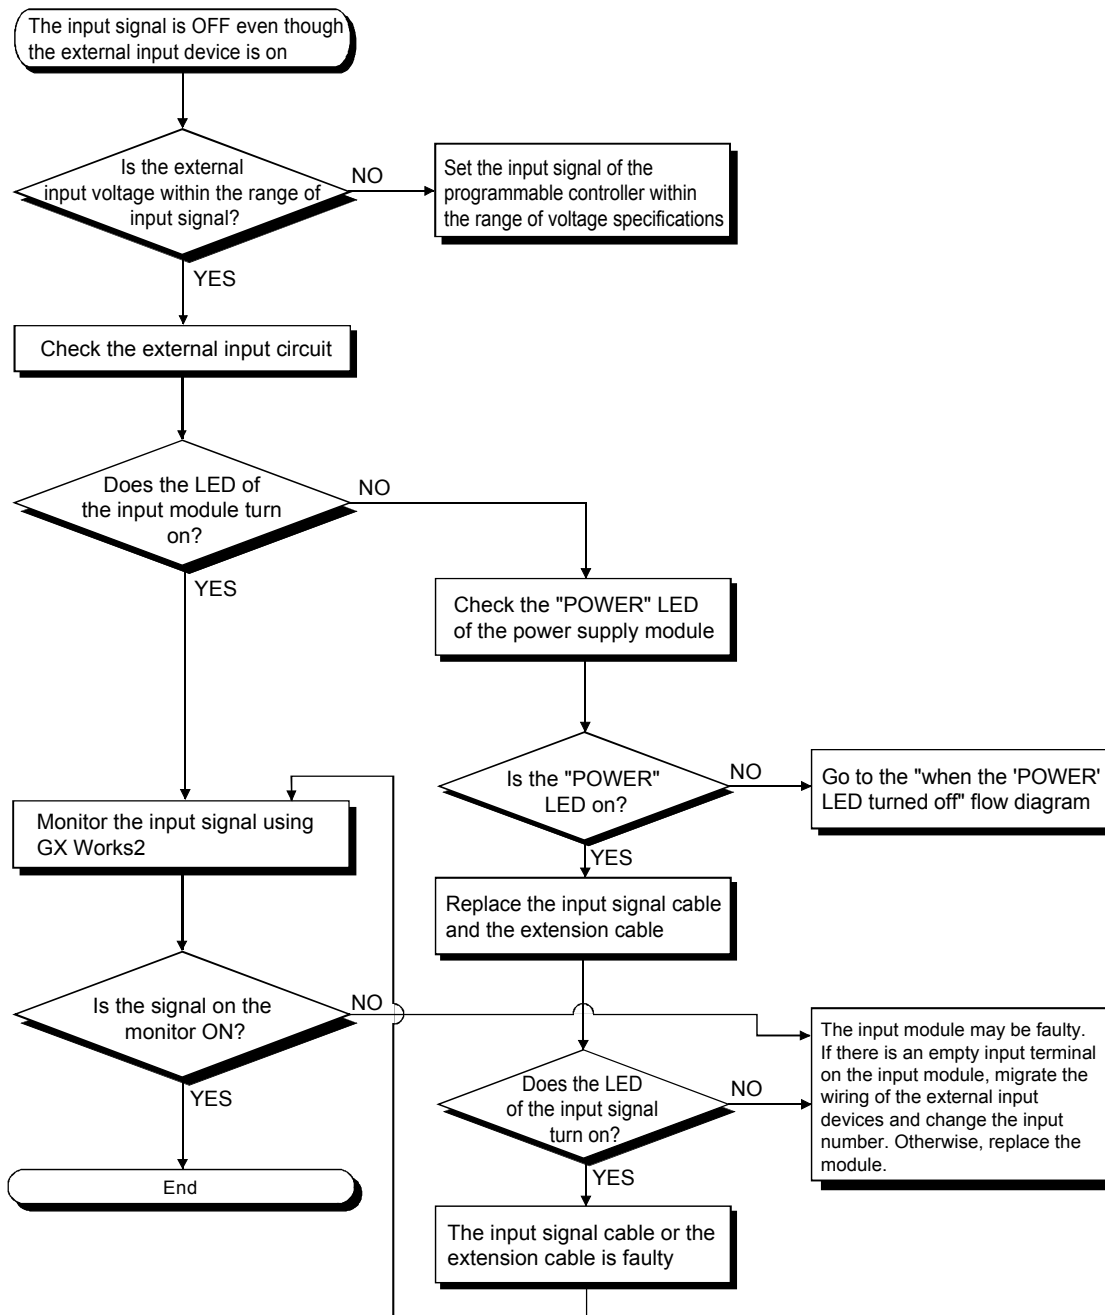 The input signal is OFF even though
the external input device is on
Is the external
input voltage within the range of
input signal?
NO
Set the input signal of the
programmable controller within
the range of voltage specifications
YES
Check the external input circuit
Does the LED of
the input module turn
on?
NO
YES
Check the "POWER" LED
of the power supply module
Is the "POWER"
LED on?
NO
Go to the "when the 'POWER'
LED turned off" flow diagram
YES
Monitor the input signal using
GX Works2
Replace the input signal cable
and the extension cable
Is the signal on the
monitor ON?
NO
The input module may be faulty.
If there is an empty input terminal
on the input module, migrate the
wiring of the external input
devices and change the input
number. Otherwise, replace the
module.
Does the LED
of the input signal
turn on?
NO
YES
YES
End
The input signal cable or the
extension cable is faulty